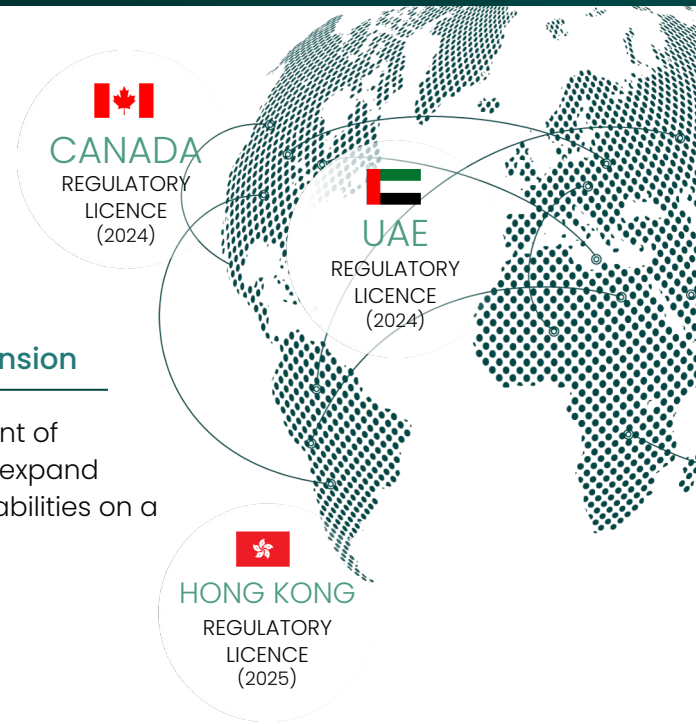 CANADA
REGULATORY
LICENCE
(2024)
UAE
REGULATORY
LICENCE
(2024)
nsion
nt of
expand
abilities on a
HONG KONG
REGULATORY
LICENCE
(2025)